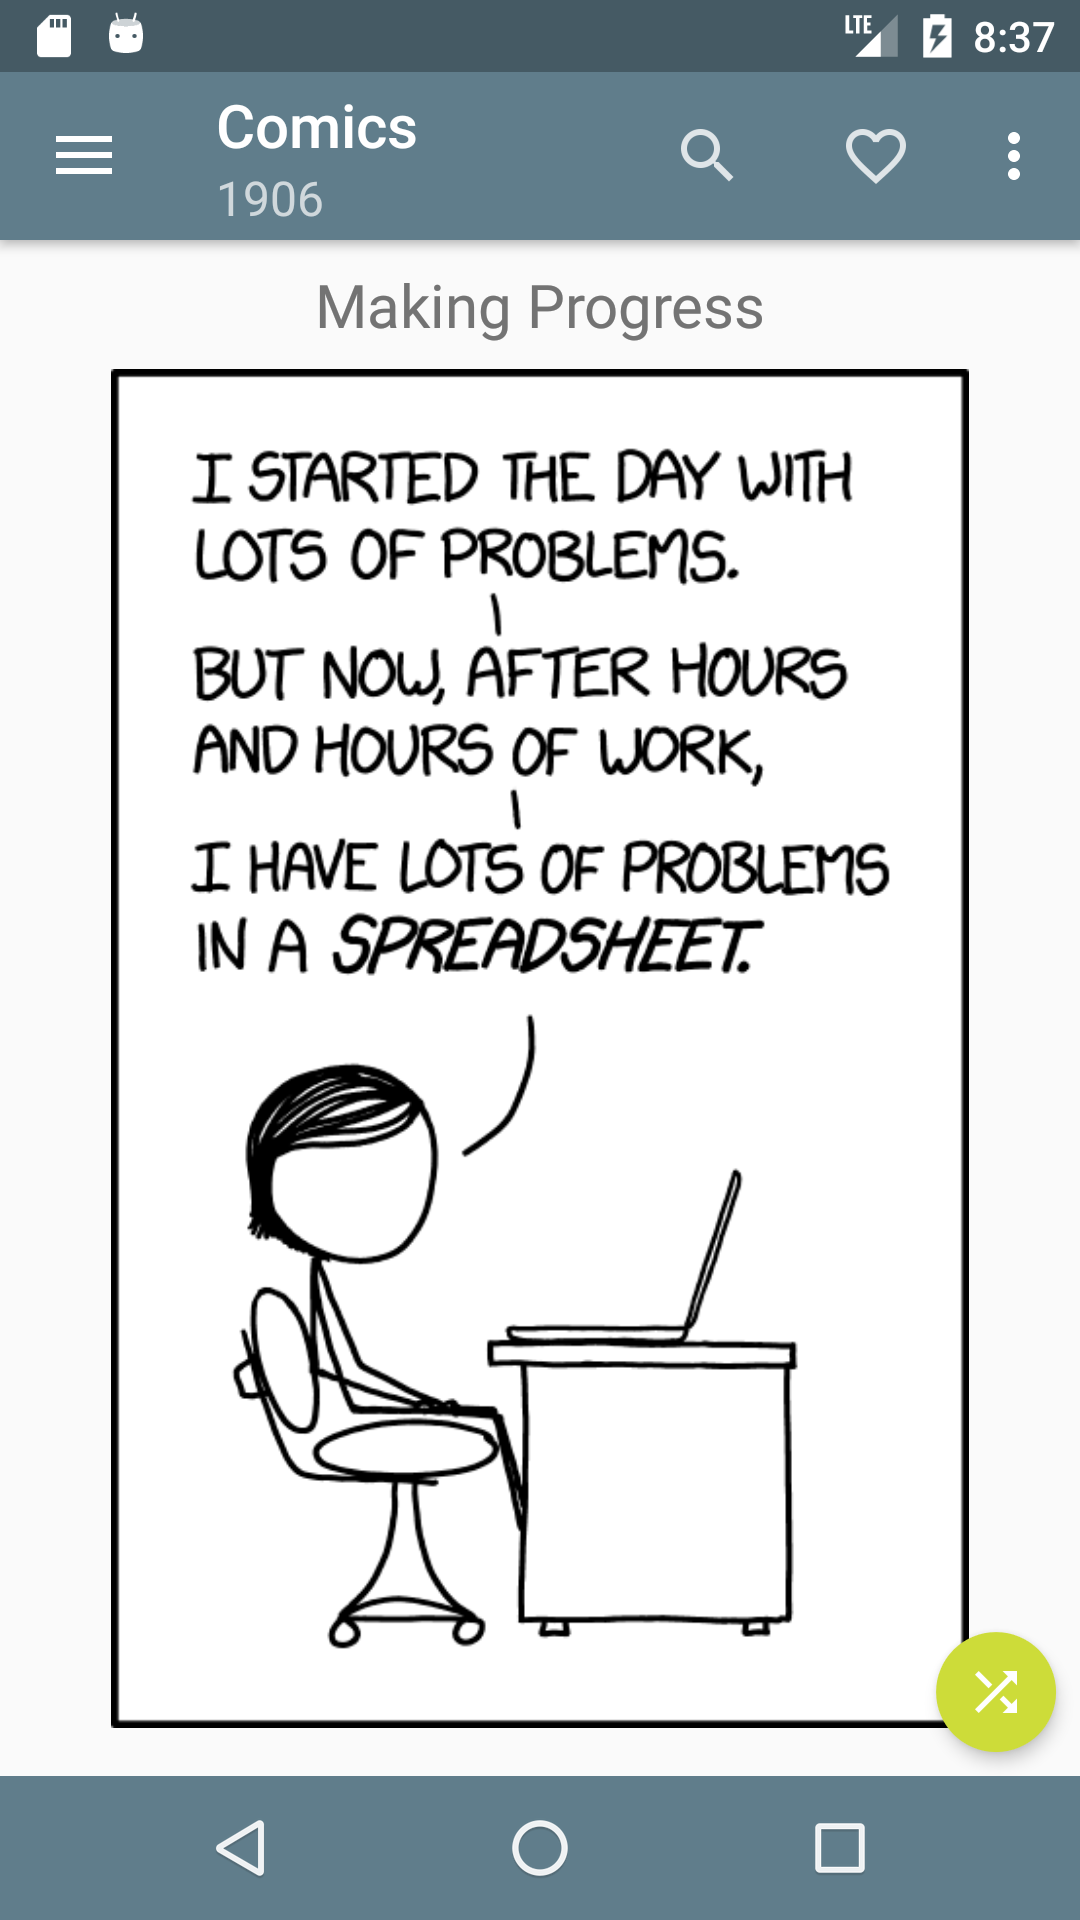 LTE
8:37
Comics
1906
Making Progress
I STARTED THE DAY WITH
LOTS OF PROBLEMS.
BUT NOW, AFTER HOURS
AND HOURS OF WORK,
I HAVE LOTS OF PROBLEMS
IN A SPREADSHEET.